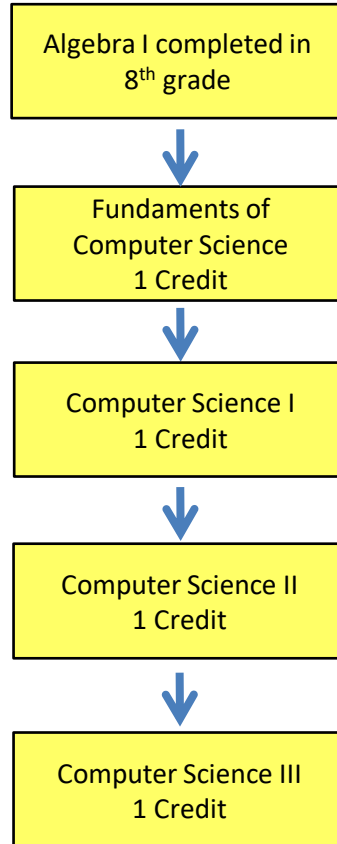 Algebra I completed in
8th grade
Fundaments of
Computer Science
1 Credit
Computer Science I
1 Credit
Computer Science II
1 Credit
Computer Science III
1 Credit